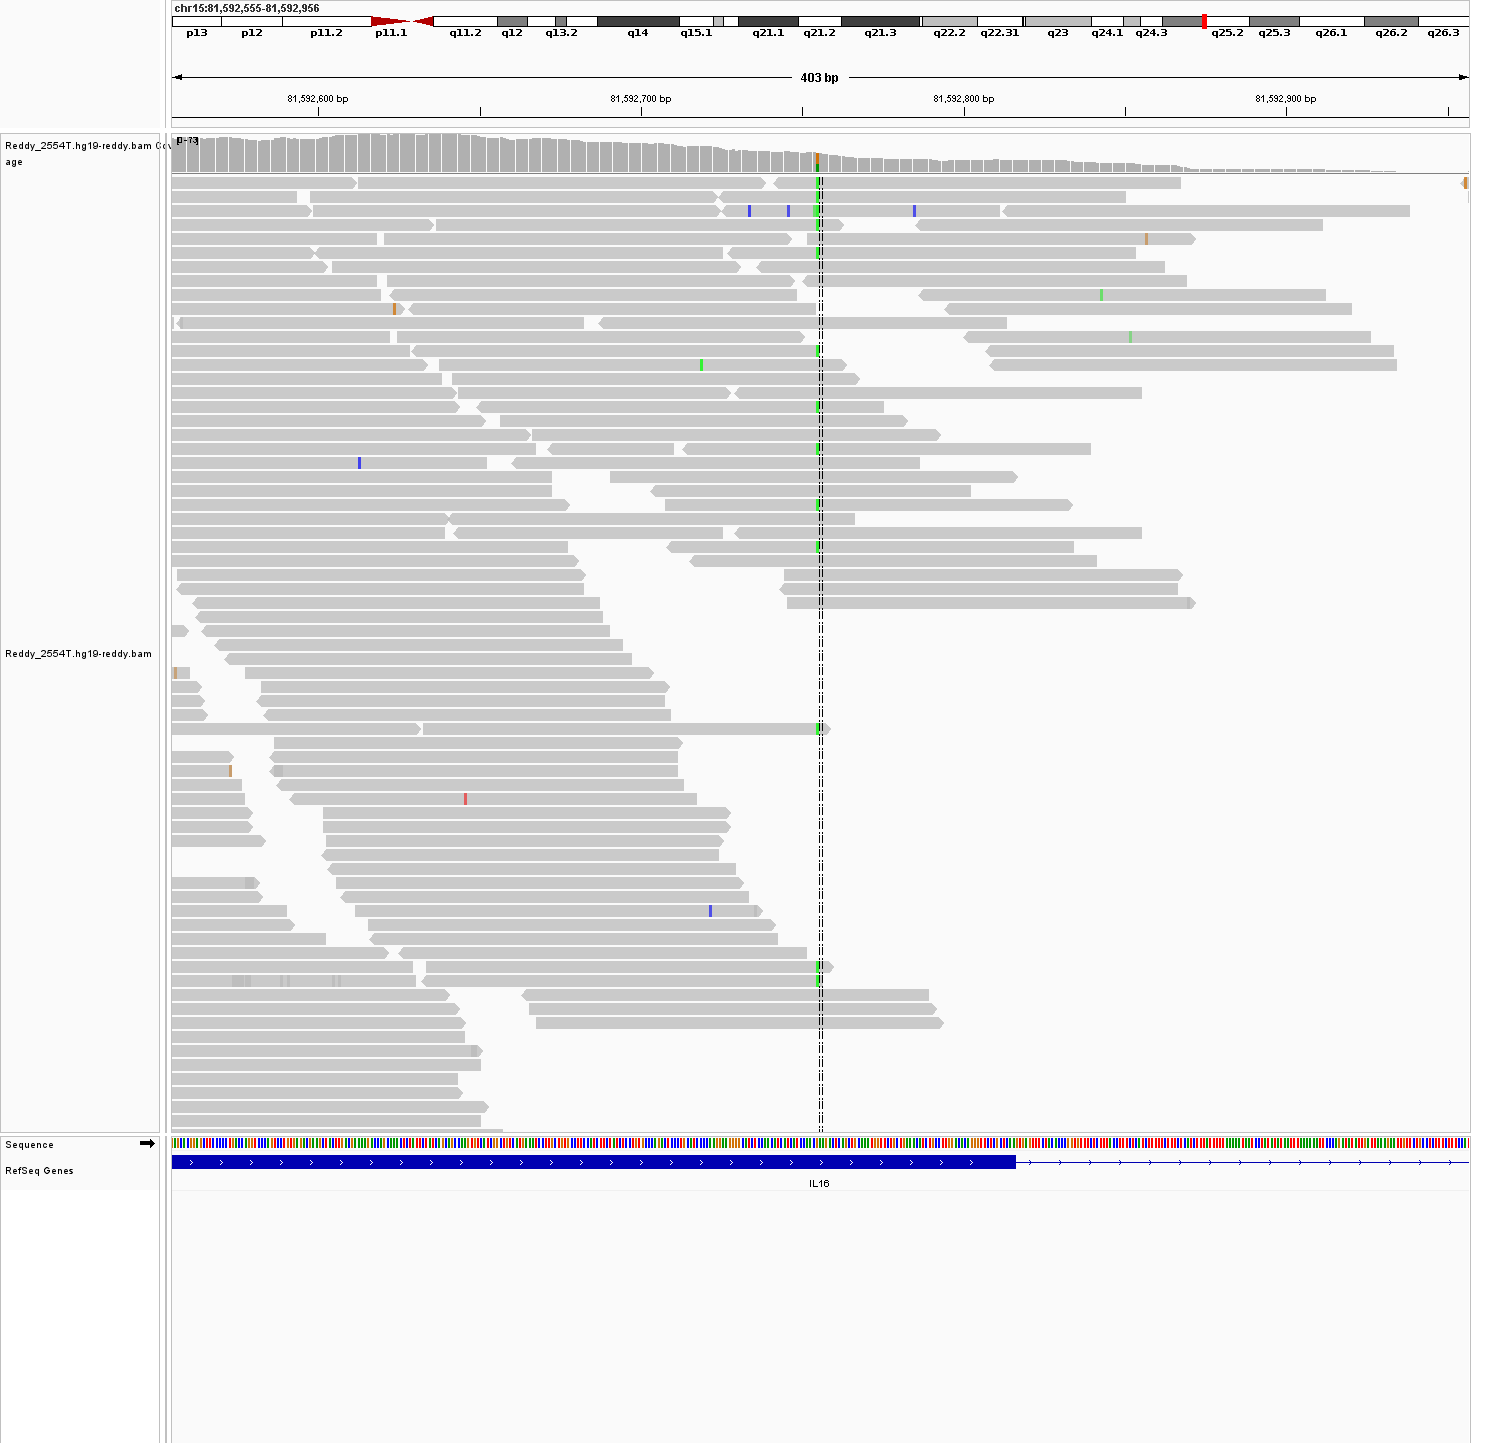 chr15:81,592,555-81,592,956
p13 p12 p11.2 p11.1 q11.2 q12 q13.2 q14 q15.1 q21.1 q21.2 q21.3 q22.2 q22.31 q23 q24.1 q24.3 q25.2 q25.3 q26.1 q26.2 q26.3
403 bp
81,592,600 bp 81,592,700 bp 81,592,800 bp 81,592,900 bp
[0-73]
Reddy_2554T.hg19-reddy.bam Cov
age
Reddy_2554T.hg19-reddy.bam
Sequence
RefSeq Genes
IL16